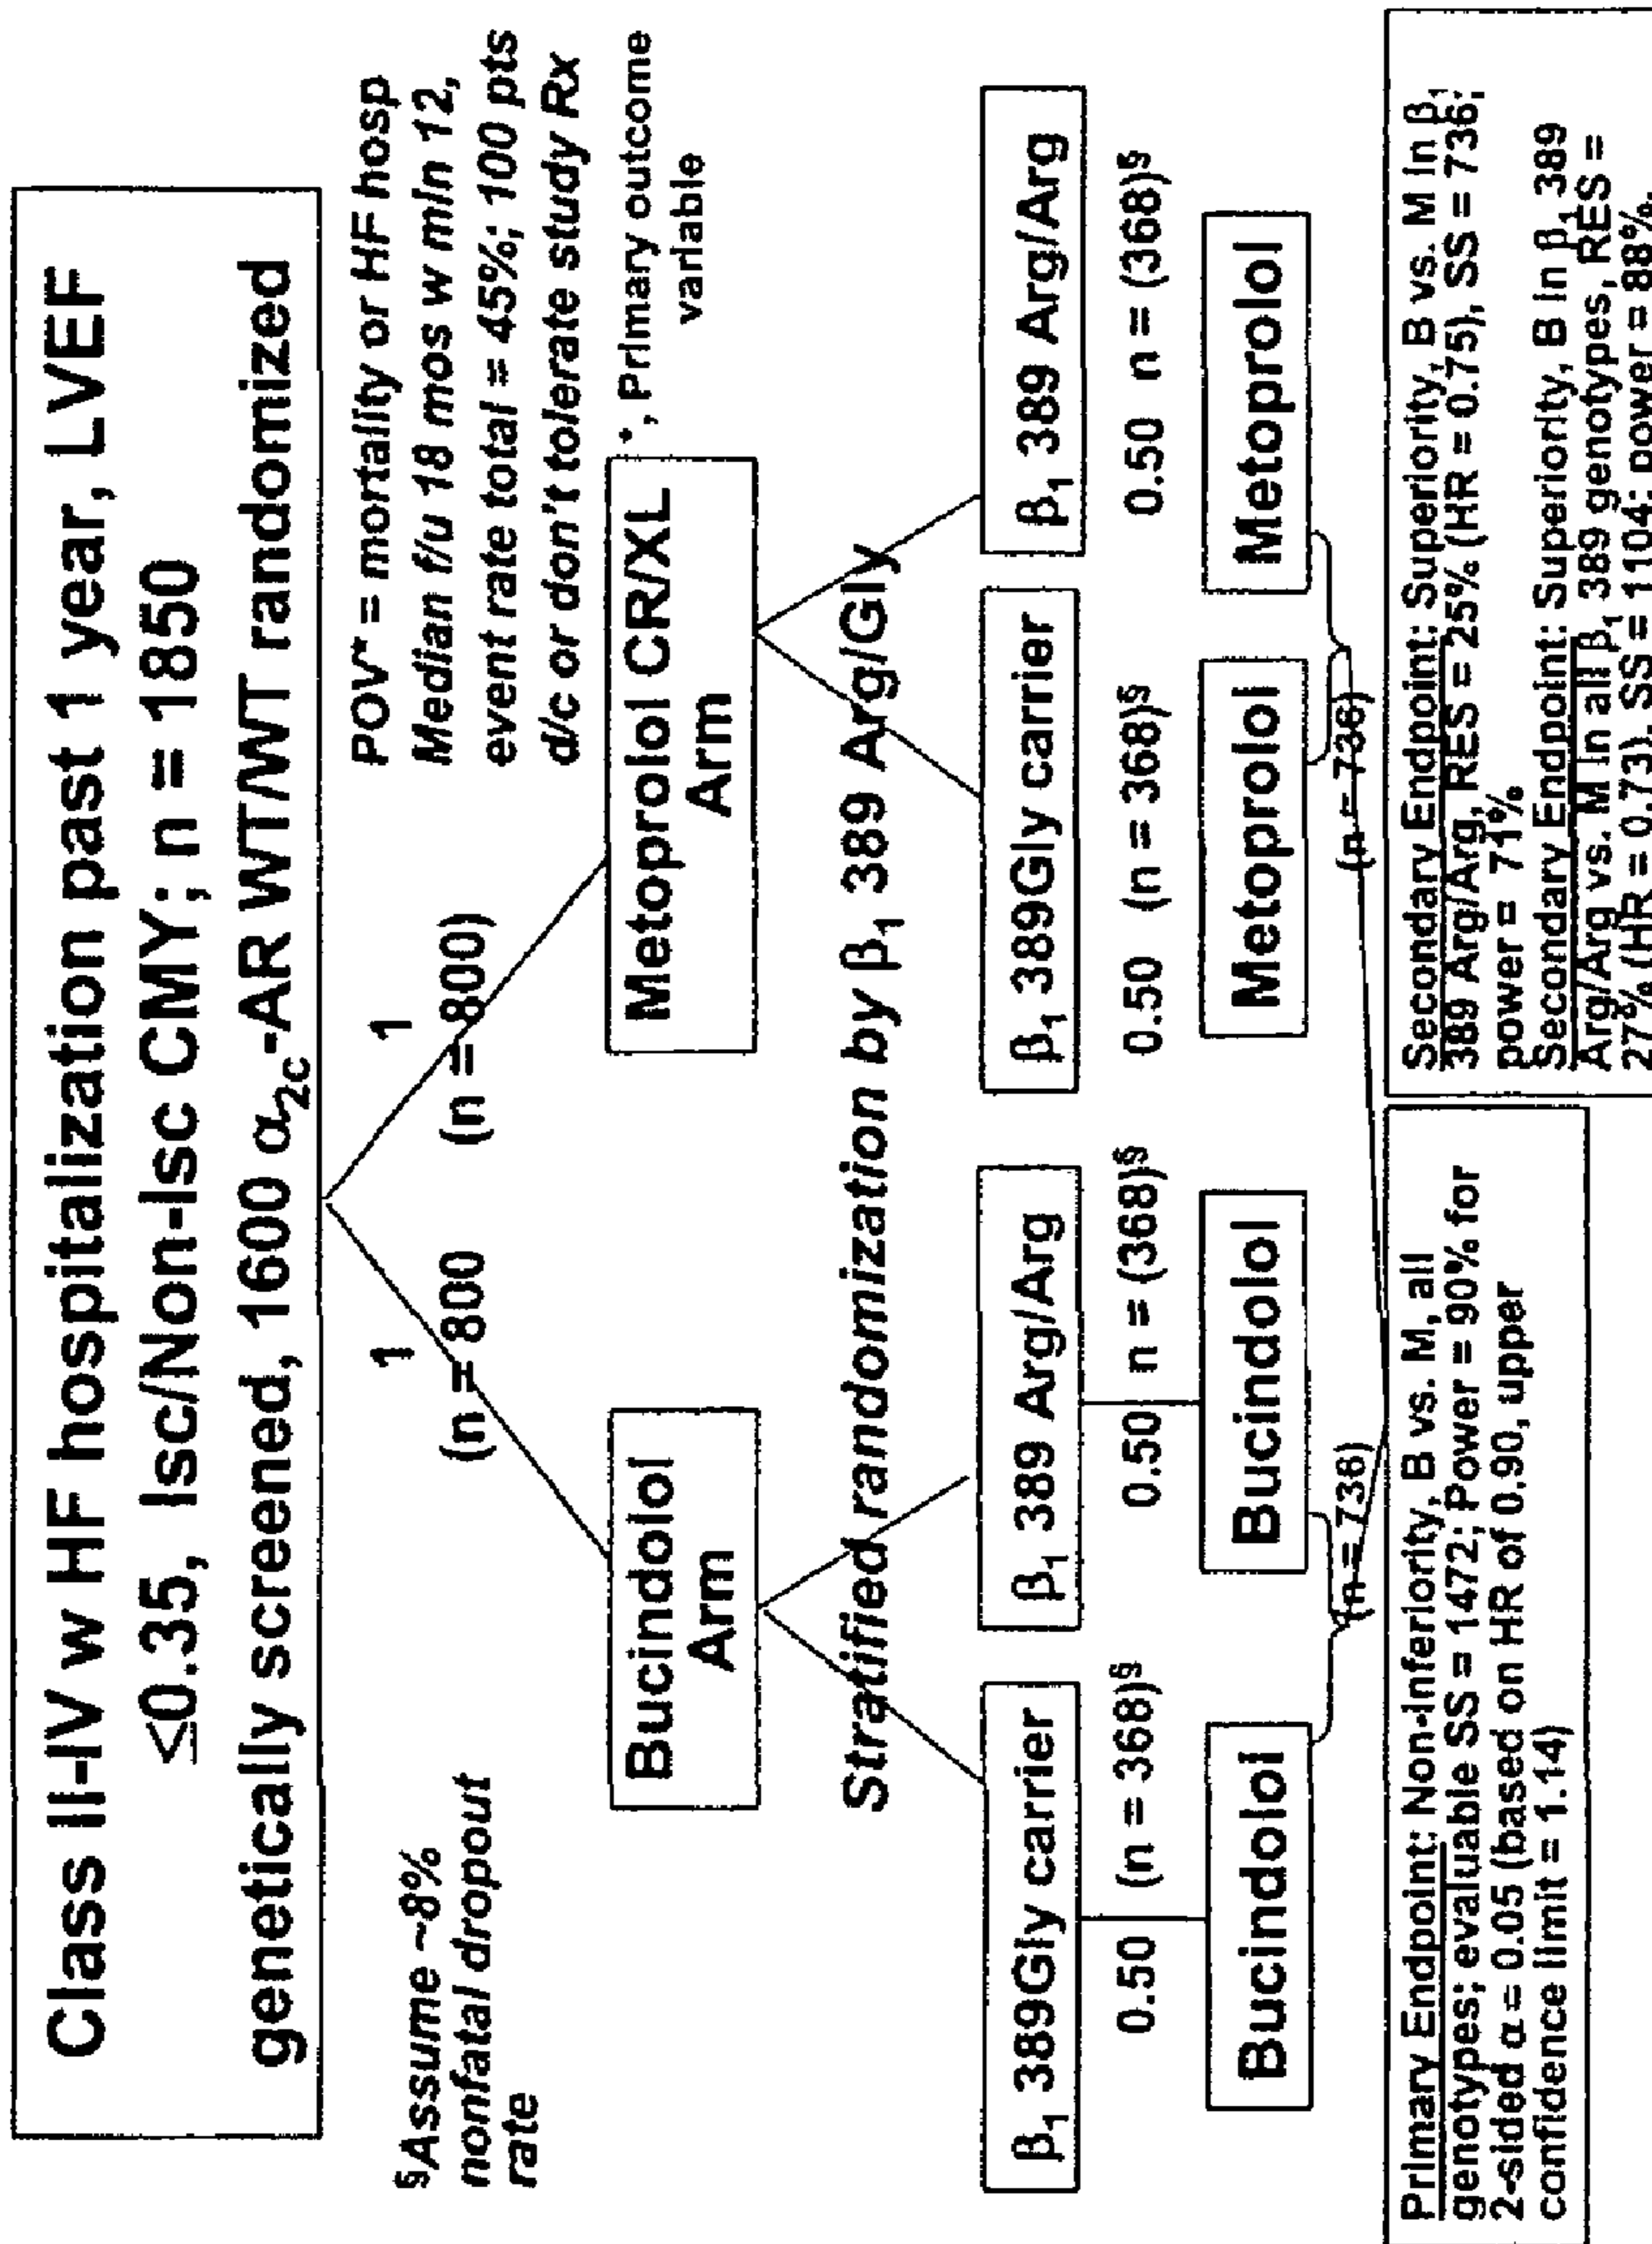 Class II-IV w HF hospitalization past 1 year, LVEF
≤0.35, Isc/Non-Isc CMY; n = 1850
genetically screened, 1600 α2c-AR WT/WT randomized
§Assume ~8%
nonfatal dropout
rate
1
(n = 800
1
(n = 800)
POV* = mortality or HF hosp
Median f/u 18 mos w min 12,
event rate total = 45%; 100 pts
d/c or don't tolerate study Rx
*, Primary outcome
variable
Bucindolol
Arm
Metoprolol CR/XL
Arm
Stratified randomization by β1 389 Arg/Gly
β1 389Gly carrier
β1 389 Arg/Arg
β1 389Gly carrier
β1 389 Arg/Arg
0.50 (n = 368)§
0.50 n = (368)§
0.50 (n = 368)§
0.50 n = (368)§
Bucindolol
Bucindolol
Metoprolol
Metoprolol
(n = 736)
(n = 736)
Primary Endpoint: Non-Inferiority, B vs. M, all
genotypes; evaluable SS = 1472; Power = 90% for
2-sided α = 0.05 (based on HR of 0.90, upper
confidence limit = 1.14)
Secondary Endpoint: Superiority, B vs. M in β1
389 Arg/Arg, RES = 25% (HR = 0.75), SS = 736;
power = 71%
Secondary Endpoint: Superiority, B in β1 389
Arg/Arg vs. M in all β1 389 genotypes, RES =
27% (HR = 0.73), SS = 1104; power = 88%.